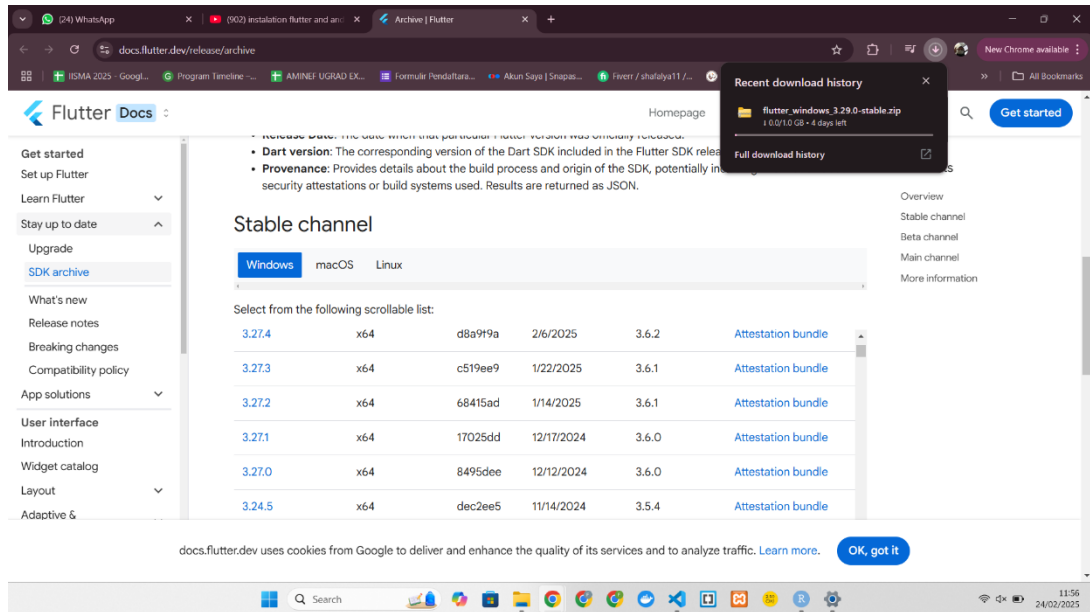 (24) WhatsApp
(902) instalation flutter and and
Archive | Flutter
docs.flutter.dev/release/archive
New Chrome available
IISMA 2025 - Googl...
Program Timeline -...
AMINEF UGRAD EX...
Formulir Pendaftara...
Akun Saya | Snapas...
Fiverr / shafalya11 /...
All Bookmarks
Recent download history
flutter_windows_3.29.0-stable.zip
↓ 0.0/1.0 GB • 4 days left
Full download history
Flutter Docs
Homepage
Get started
Get started
Set up Flutter
Learn Flutter
Stay up to date
Upgrade
SDK archive
What's new
Release notes
Breaking changes
Compatibility policy
App solutions
User interface
Introduction
Widget catalog
Layout
Adaptive &
• Release Date: The date when that particular Flutter version was officially released.
• Dart version: The corresponding version of the Dart SDK included in the Flutter SDK relea
• Provenance: Provides details about the build process and origin of the SDK, potentially in
security attestations or build systems used. Results are returned as JSON.
Stable channel
Windows macOS Linux
Select from the following scrollable list:
3.27.4 x64 d8a9f9a 2/6/2025 3.6.2 Attestation bundle
3.27.3 x64 c519ee9 1/22/2025 3.6.1 Attestation bundle
3.27.2 x64 68415ad 1/14/2025 3.6.1 Attestation bundle
3.27.1 x64 17025dd 12/17/2024 3.6.0 Attestation bundle
3.27.0 x64 8495dee 12/12/2024 3.6.0 Attestation bundle
3.24.5 x64 dec2ee5 11/14/2024 3.5.4 Attestation bundle
Overview
Stable channel
Beta channel
Main channel
More information
docs.flutter.dev uses cookies from Google to deliver and enhance the quality of its services and to analyze traffic. Learn more.
OK, got it
Search
11:56
24/02/2025